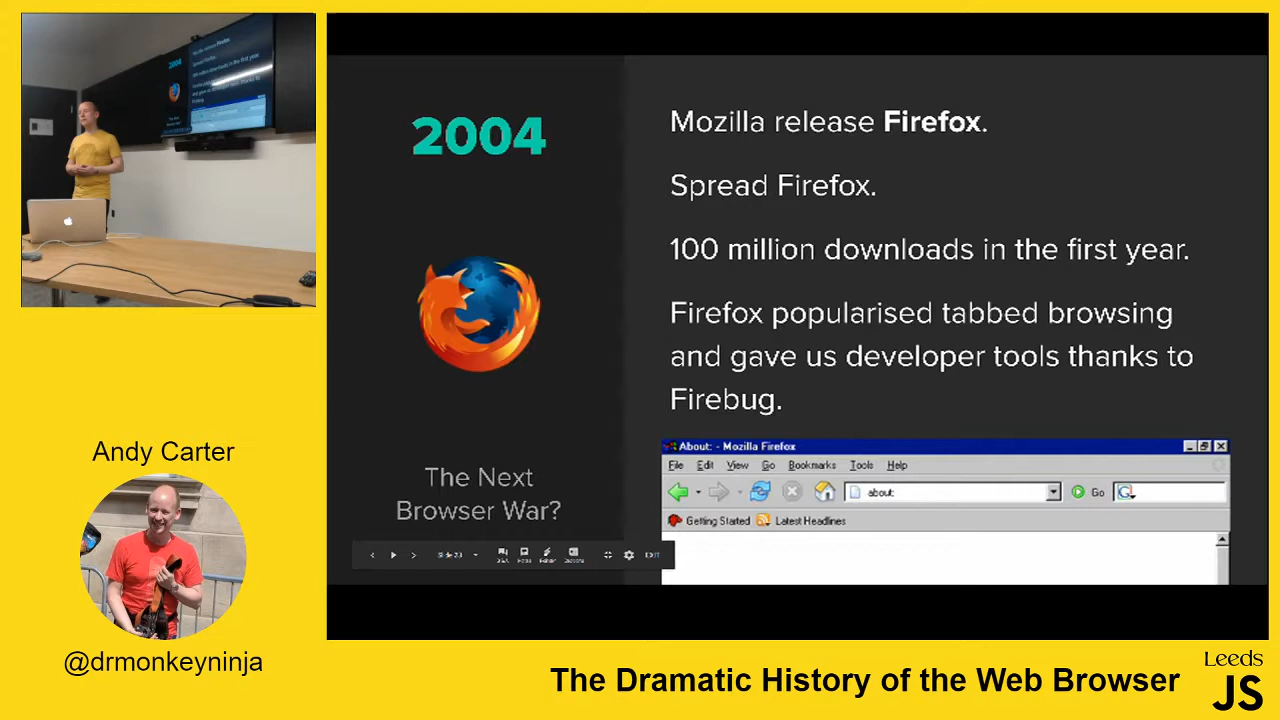 2004
Mozilla release Firefox.
Spread Firefox.
100 million downloads in the first year.
Firefox popularised tabbed browsing
and gave us developer tools thanks to
Firebug.
The Next
Browser War?
About: - Mozilla Firefox
File Edit View Go Bookmarks Tools Help
about:
Go
G
Getting Started Latest Headlines
2004
Andy Carter
@drmonkeyninja
The Dramatic History of the Web Browser
Leeds
JS